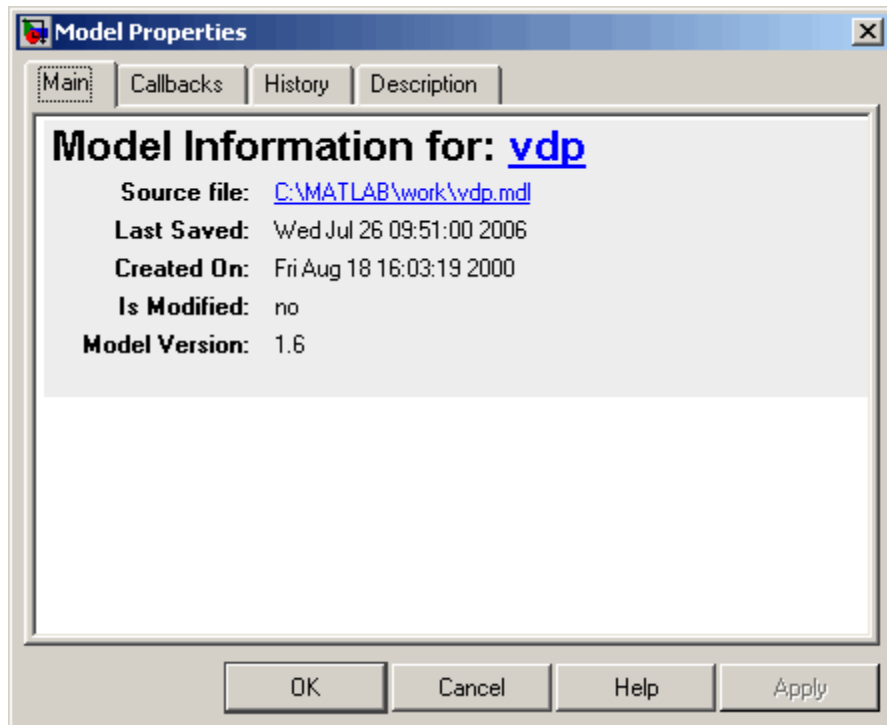 Model Properties
Main Callbacks History Description
Model Information for: vdp
Source file: C:\MATLAB\work\vdp.mdl
Last Saved: Wed Jul 26 09:51:00 2006
Created On: Fri Aug 18 16:03:19 2000
Is Modified: no
Model Version: 1.6
OK Cancel Help Apply